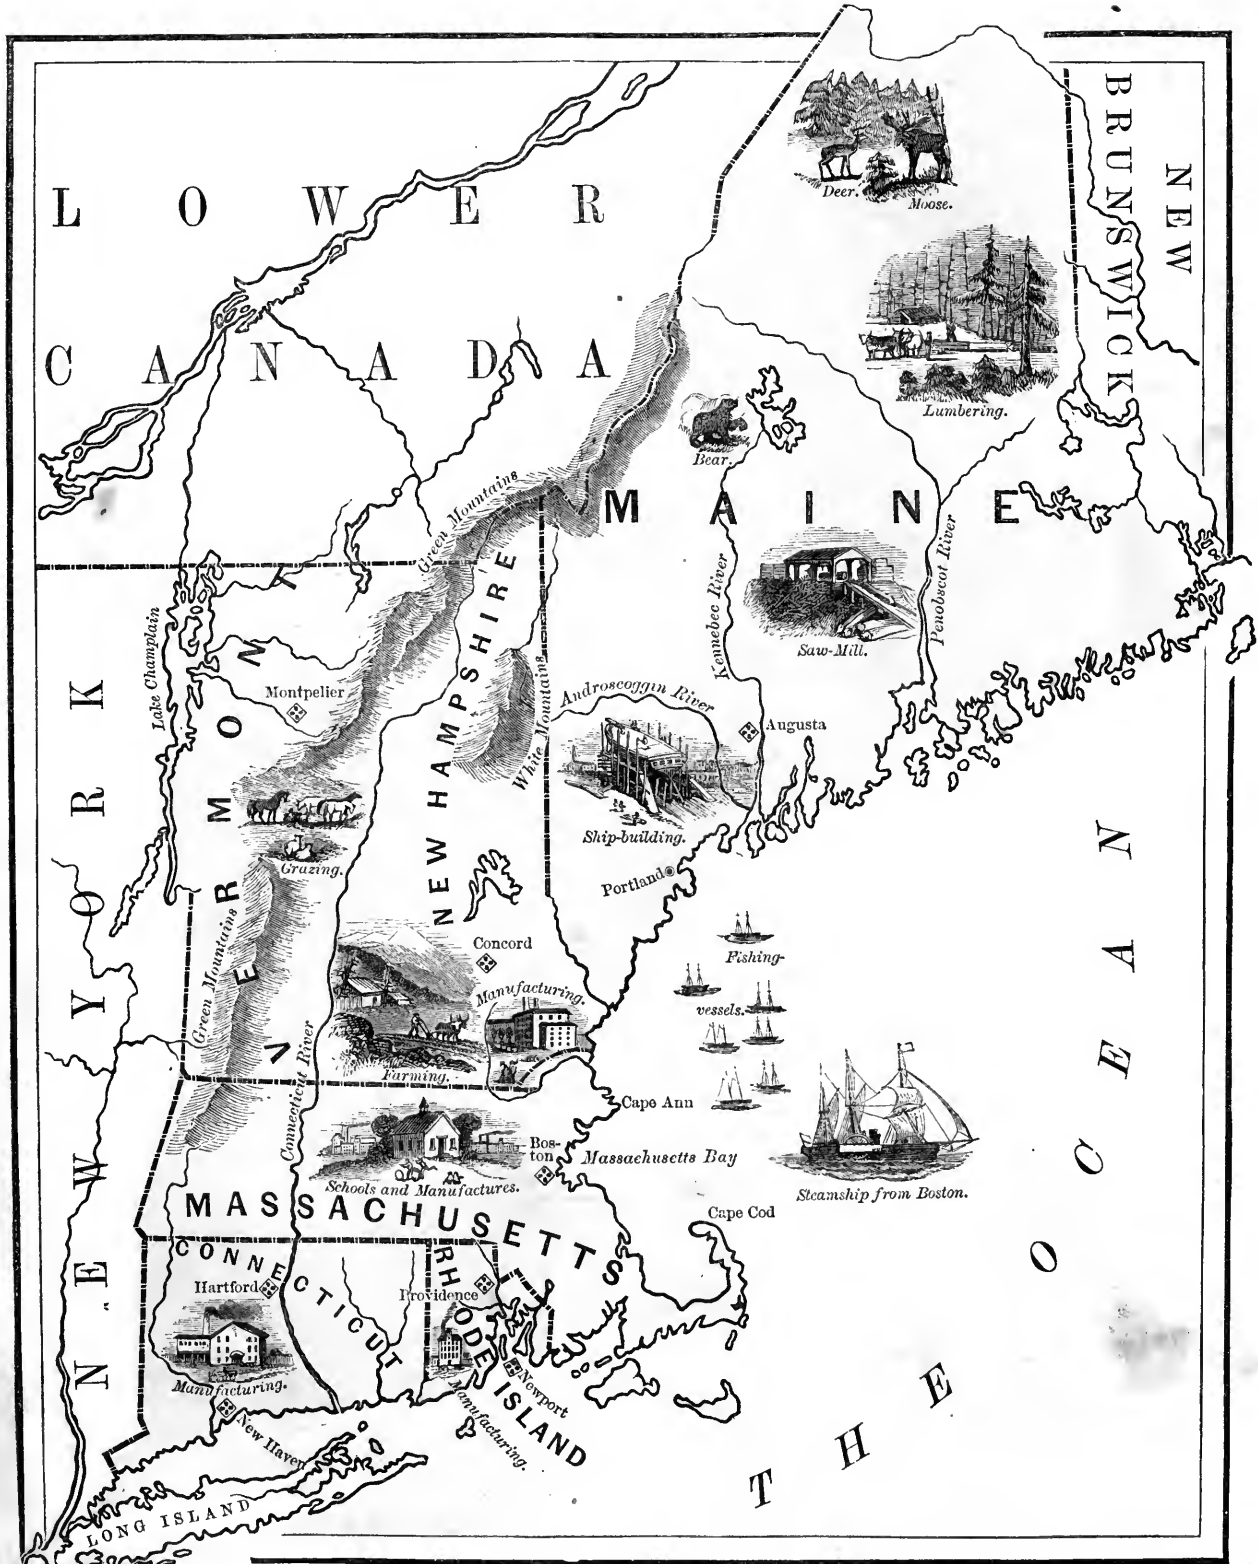 LOWER
CANADA
NEW
BRUNSWICK
Deer.
Moose.
Lumbering.
Bear.
MAINE
Green Mountains
Kennebec River
Saw-Mill.
Penobscot River
Lake Champlain
VERMONT
Montpelier
NEW HAMPSHIRE
White Mountains
Androscoggin River
Augusta
Ship-building.
Portland
Grazing.
Green Mountains
Concord
Manufacturing.
Farming.
Connecticut River
Fishing-
vessels.
Cape Ann
Bos-
ton
Massachusetts Bay
Schools and Manufactures.
Steamship from Boston.
MASSACHUSETTS
Cape Cod
CONNECTICUT
Hartford
Providence
RHODE ISLAND
Manufacturing.
Newport
Manufacturing.
New Haven
LONG ISLAND
NEW YORK
THE OCEAN